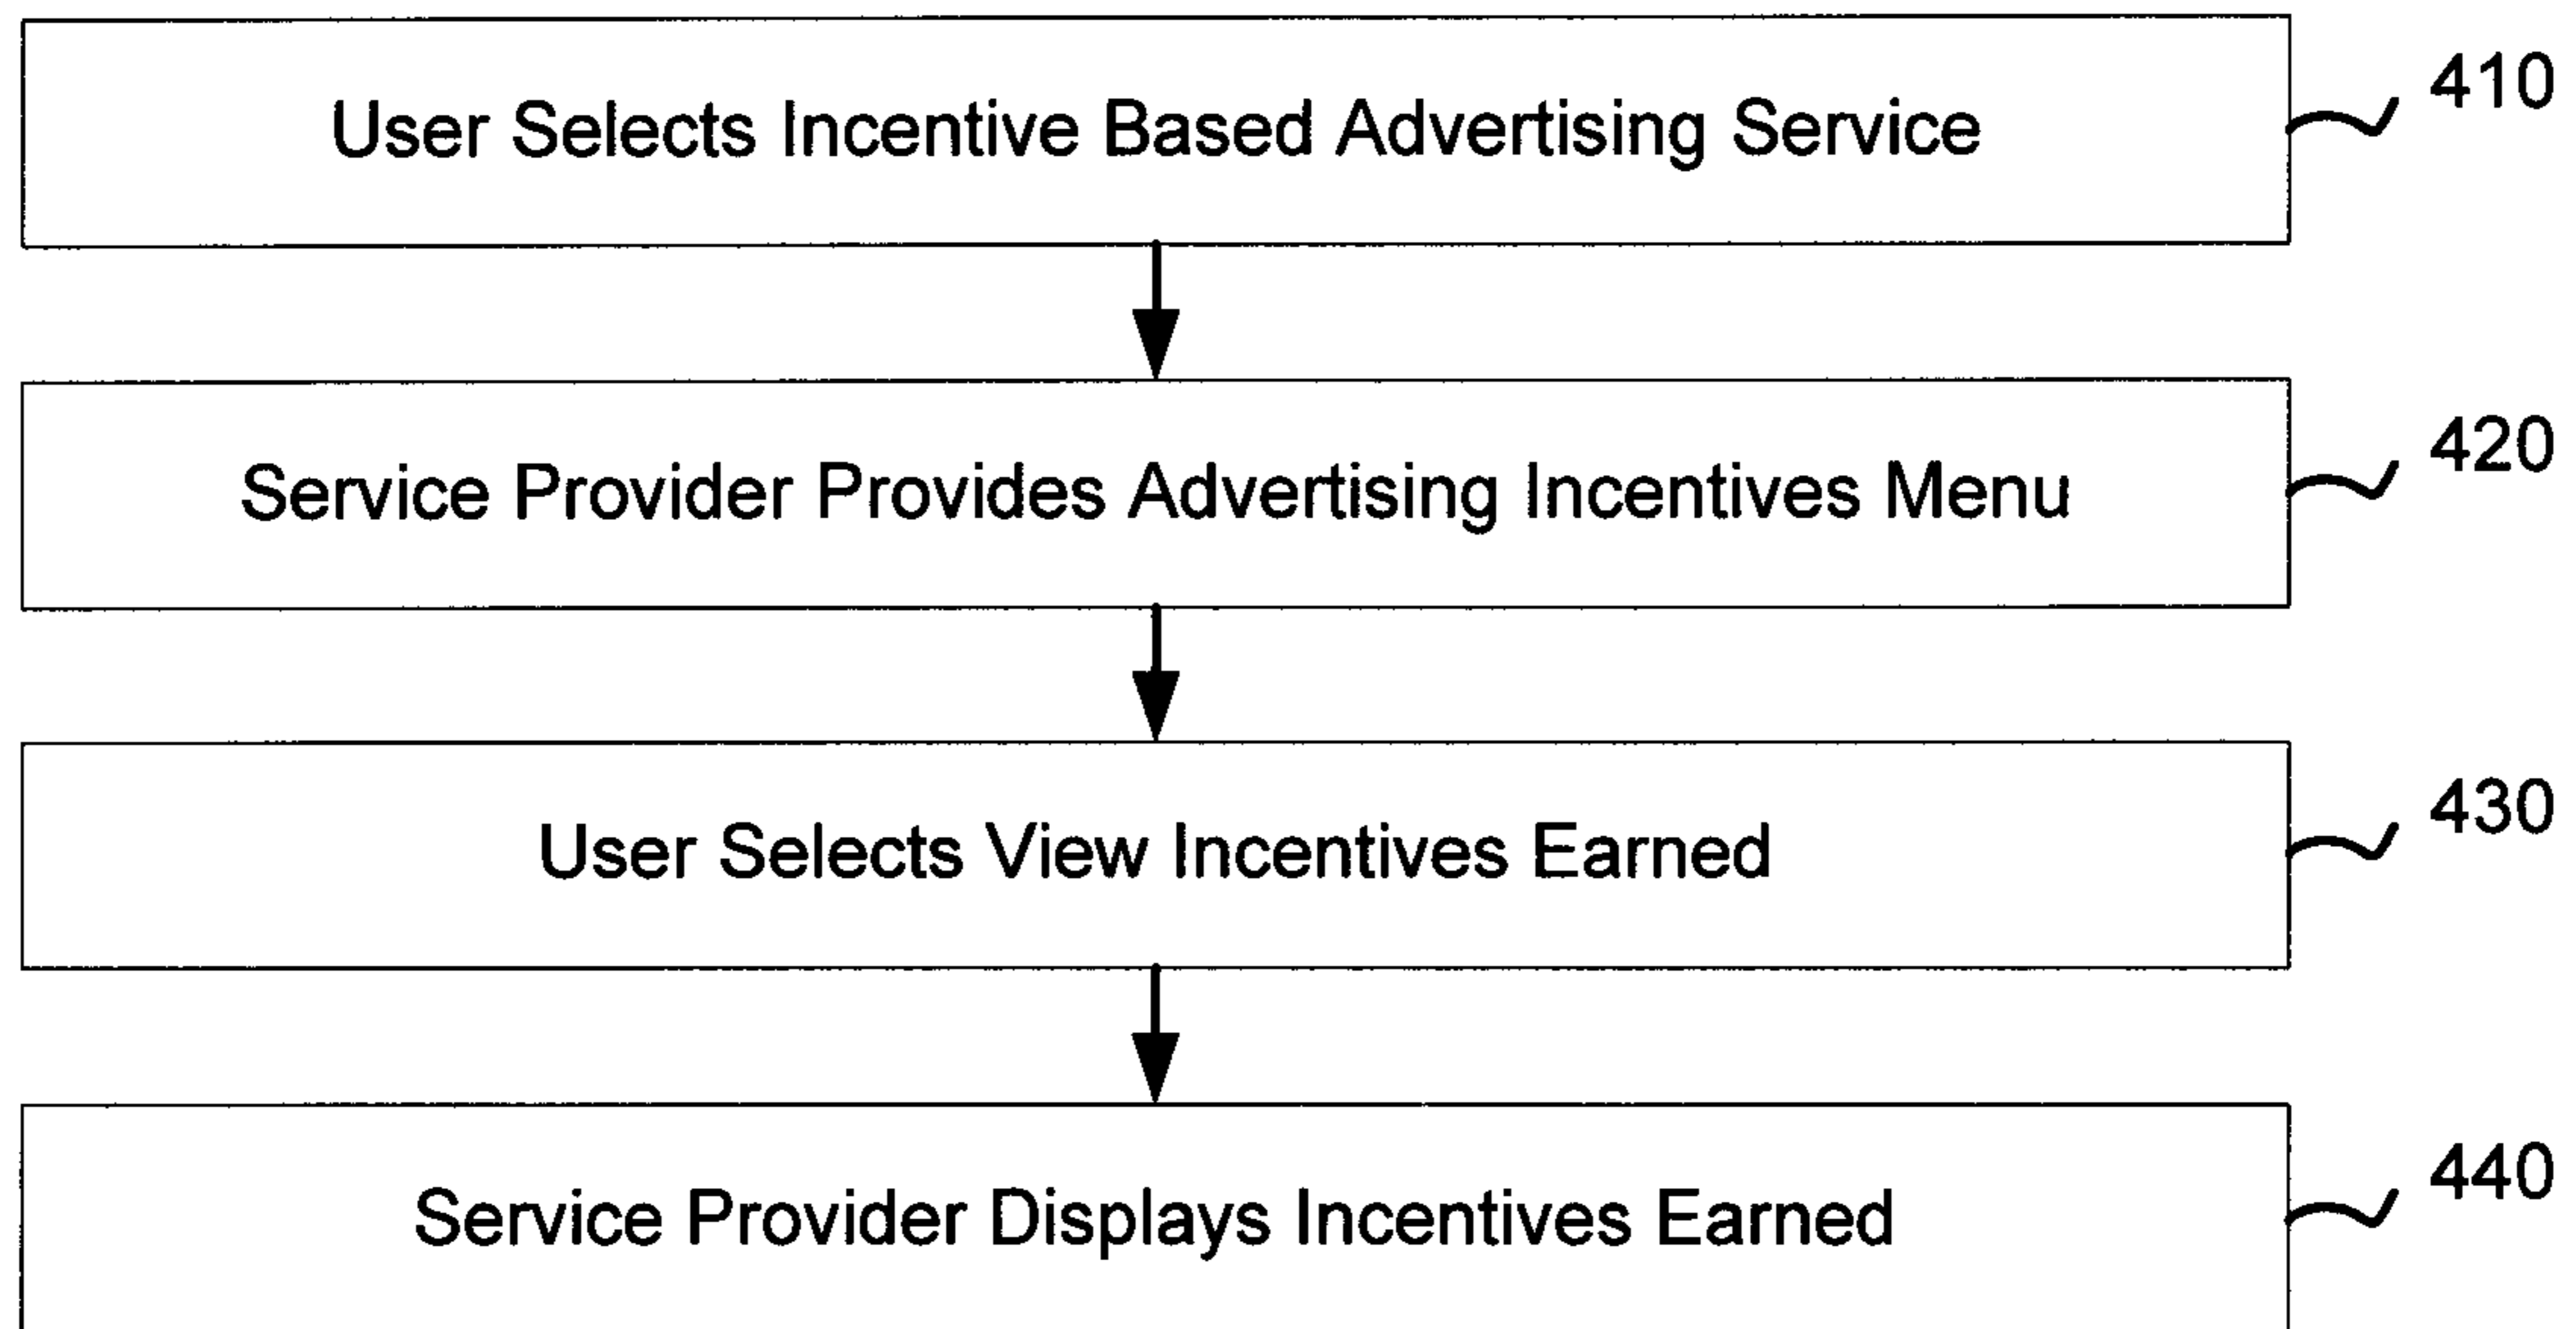 User Selects Incentive Based Advertising Service
410
Service Provider Provides Advertising Incentives Menu
420
User Selects View Incentives Earned
430
Service Provider Displays Incentives Earned
440